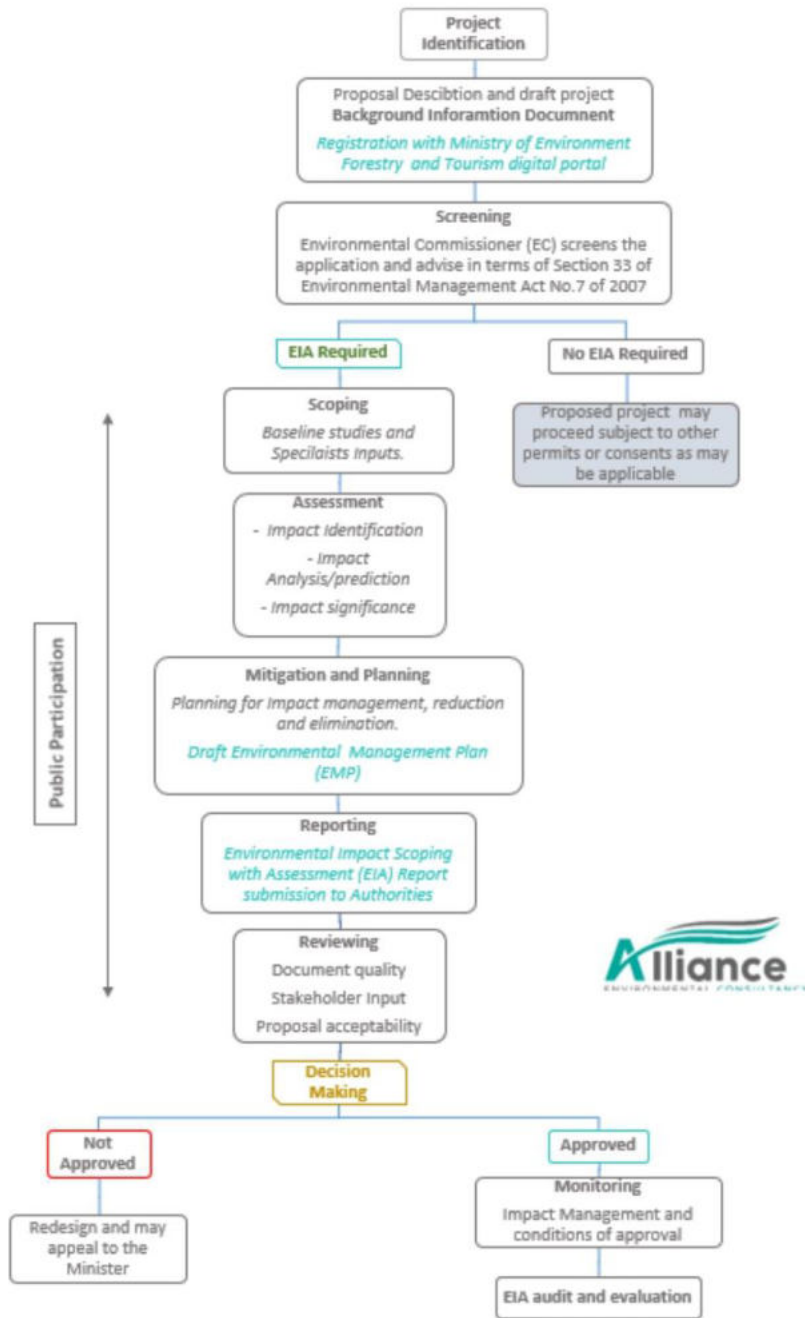 Project
Identification
Proposal Descibtion and draft project
Background Inforamtion Documnent
Registration with Ministry of Environment
Forestry and Tourism digital portal
Screening
Environmental Commissioner (EC) screens the
application and advise in terms of Section 33 of
Environmental Management Act No.7 of 2007
EIA Required
No EIA Required
Scoping
Baseline studies and
Specilaists Inputs.
Proposed project may
proceed subject to other
permits or consents as may
be applicable
Assessment
- Impact Identification
- Impact
Analysis/prediction
- Impact significance
Public Participation
Mitigation and Planning
Planning for Impact management, reduction
and elimination.
Draft Environmental Management Plan
(EMP)
Reporting
Environmental Impact Scoping
with Assessment (EIA) Report
submission to Authorities
Reviewing
Document quality
Stakeholder Input
Proposal acceptability
Alliance
ENVIRONMENTAL CONSULTANCY
Decision
Making
Not
Approved
Approved
Redesign and may
appeal to the
Minister
Monitoring
Impact Management and
conditions of approval
EIA audit and evaluation